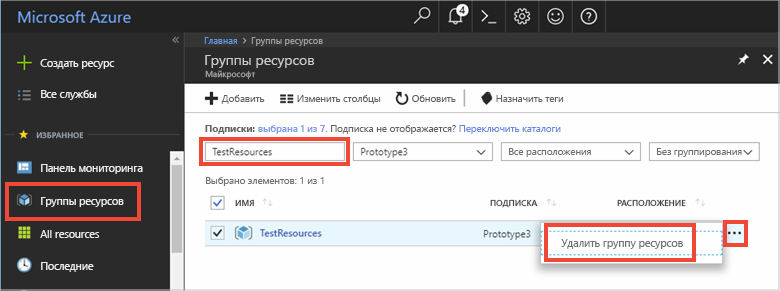 Microsoft Azure
4
Создать ресурс
Все службы
ИЗБРАННОЕ
Панель мониторинга
Группы ресурсов
All resources
Последние
Главная > Группы ресурсов
Группы ресурсов
Майкрософт
Добавить Изменить столбцы Обновить Назначить теги
Подписки: выбрана 1 из 7. Подписка не отображается? Переключить каталоги
TestResources Prototype3 Все расположения Без группирования
Выбрано элементов: 1 из 1
ИМЯ ПОДПИСКА РАСПОЛОЖЕНИЕ
TestResources Prototype3
Удалить группу ресурсов